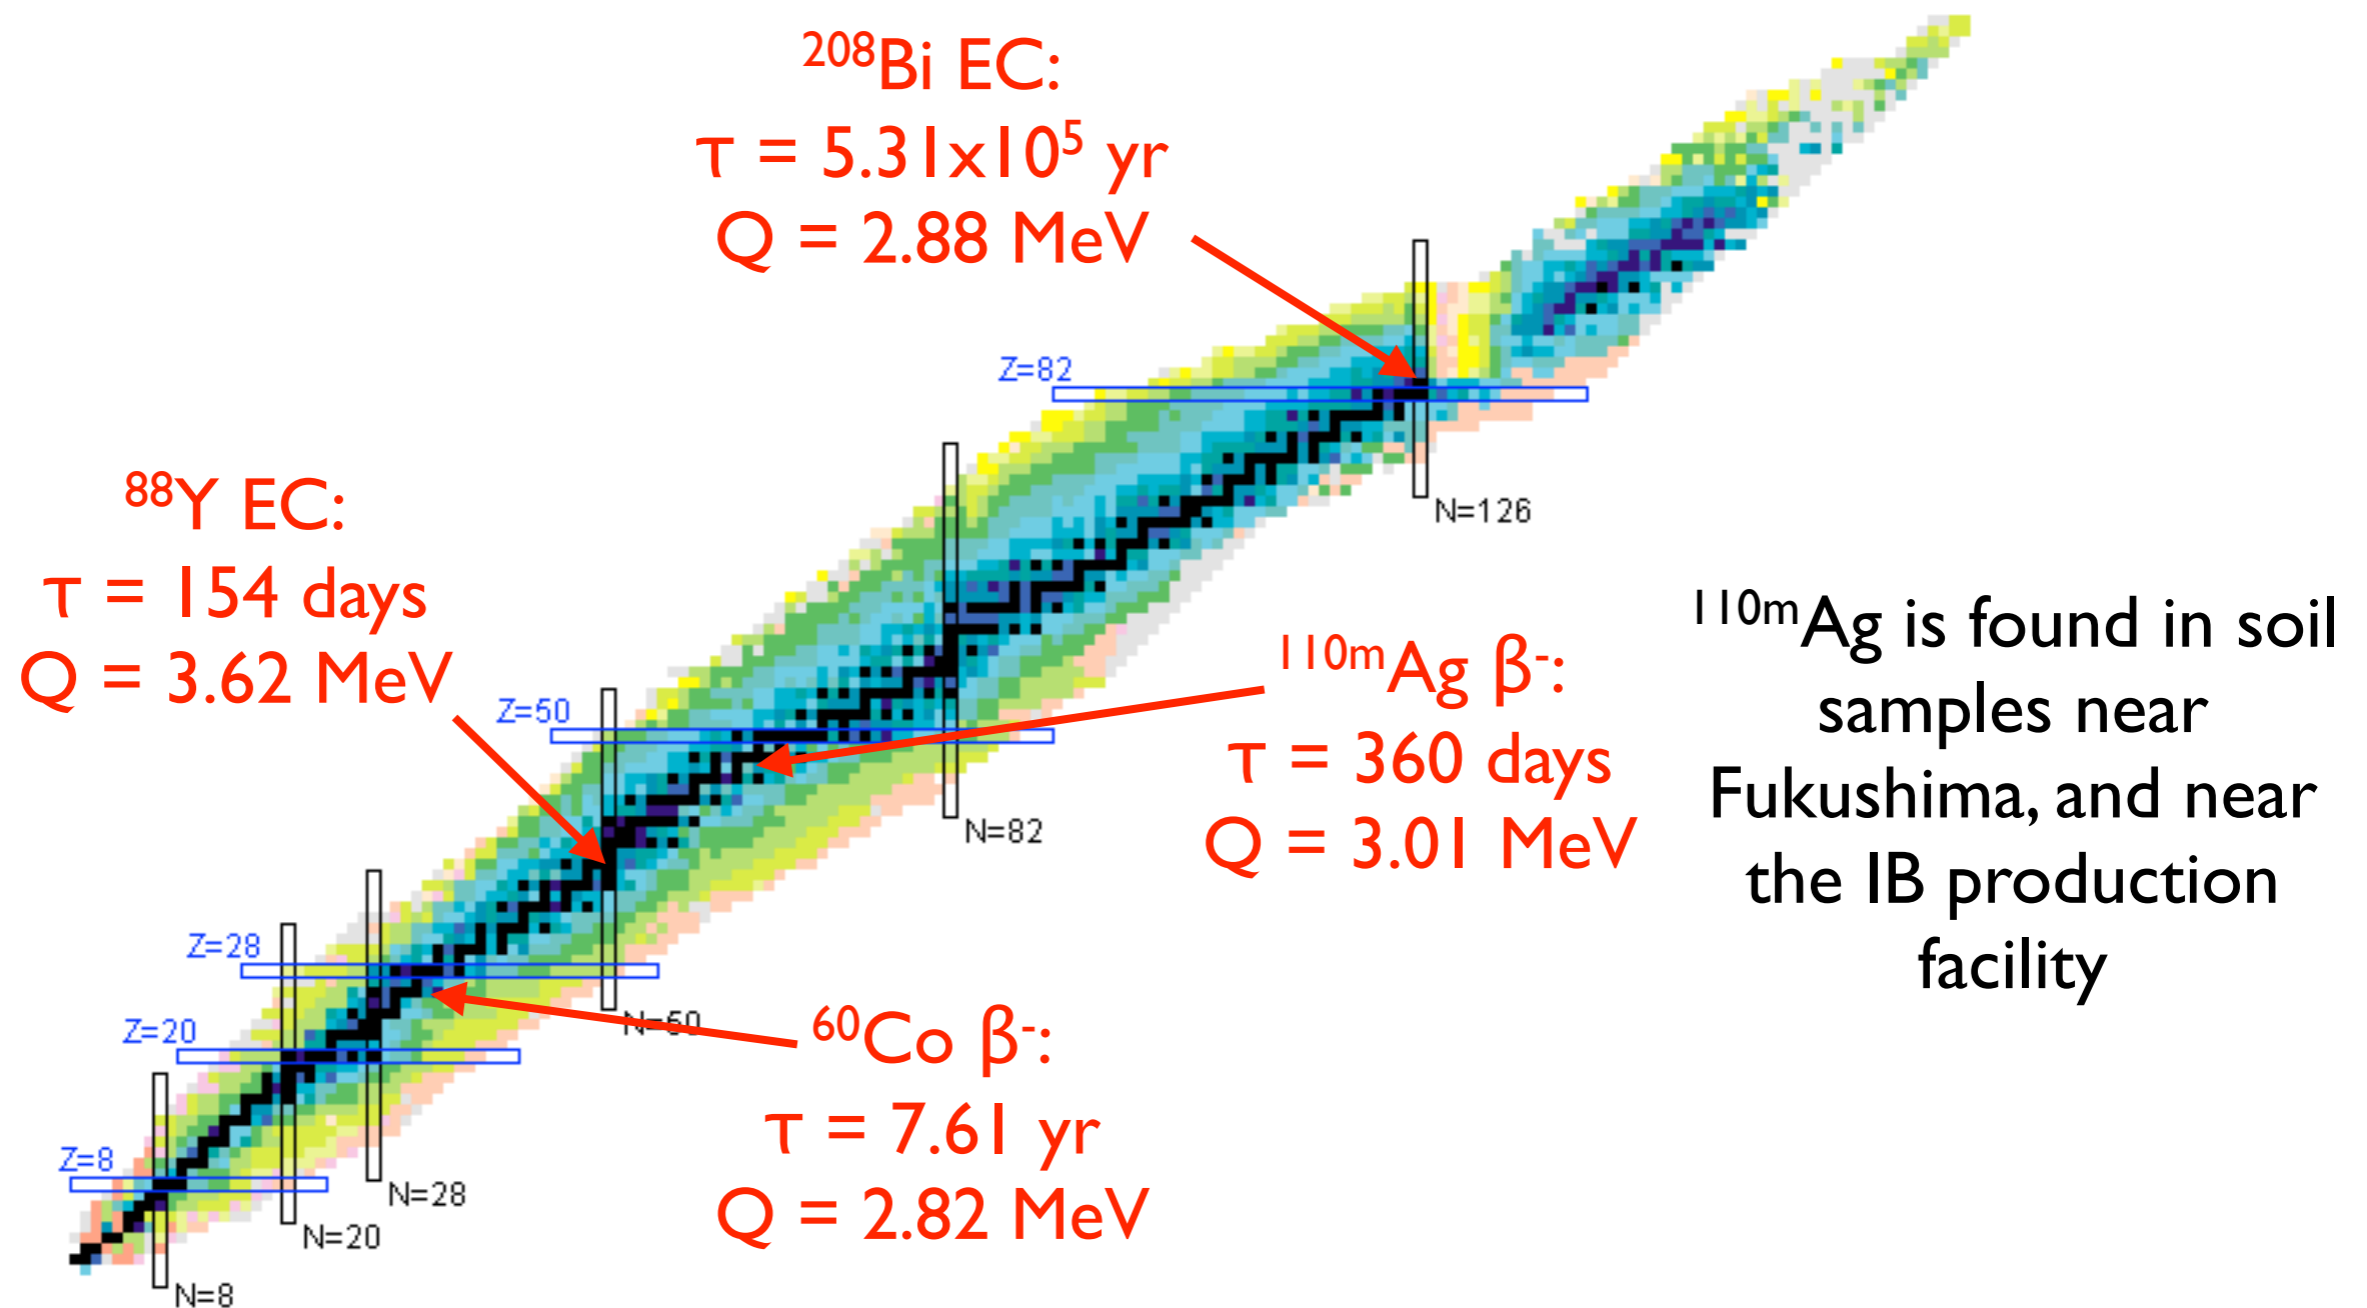 ²⁰⁸Bi EC:
τ = 5.31x10⁵ yr
Q = 2.88 MeV
Z=82
N=126
⁸⁸Y EC:
τ = 154 days
Q = 3.62 MeV
Z=50
N=82
¹¹⁰ᵐAg β⁻:
τ = 360 days
Q = 3.01 MeV
¹¹⁰ᵐAg is found in soil
samples near
Fukushima, and near
the IB production
facility
Z=28
N=50
⁶⁰Co β⁻:
τ = 7.61 yr
Q = 2.82 MeV
Z=20
N=28
N=20
Z=8
N=8